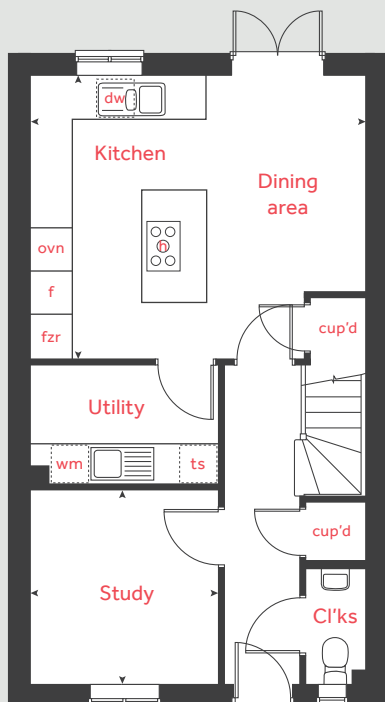 dw
Kitchen
Dining
area
ovn
h
f
fzr
cup'd
Utility
wm
ts
cup'd
Study
Cl'ks